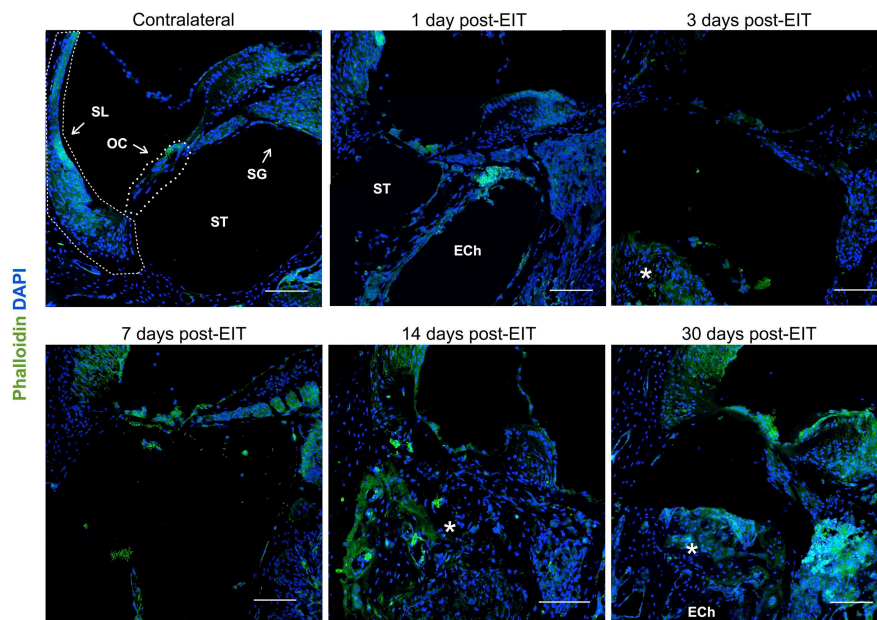 Contralateral
1 day post-EIT
3 days post-EIT
SL
OC
SG
ST
ST
ECh
*
Phalloidin DAPI
7 days post-EIT
14 days post-EIT
30 days post-EIT
*
*
ECh